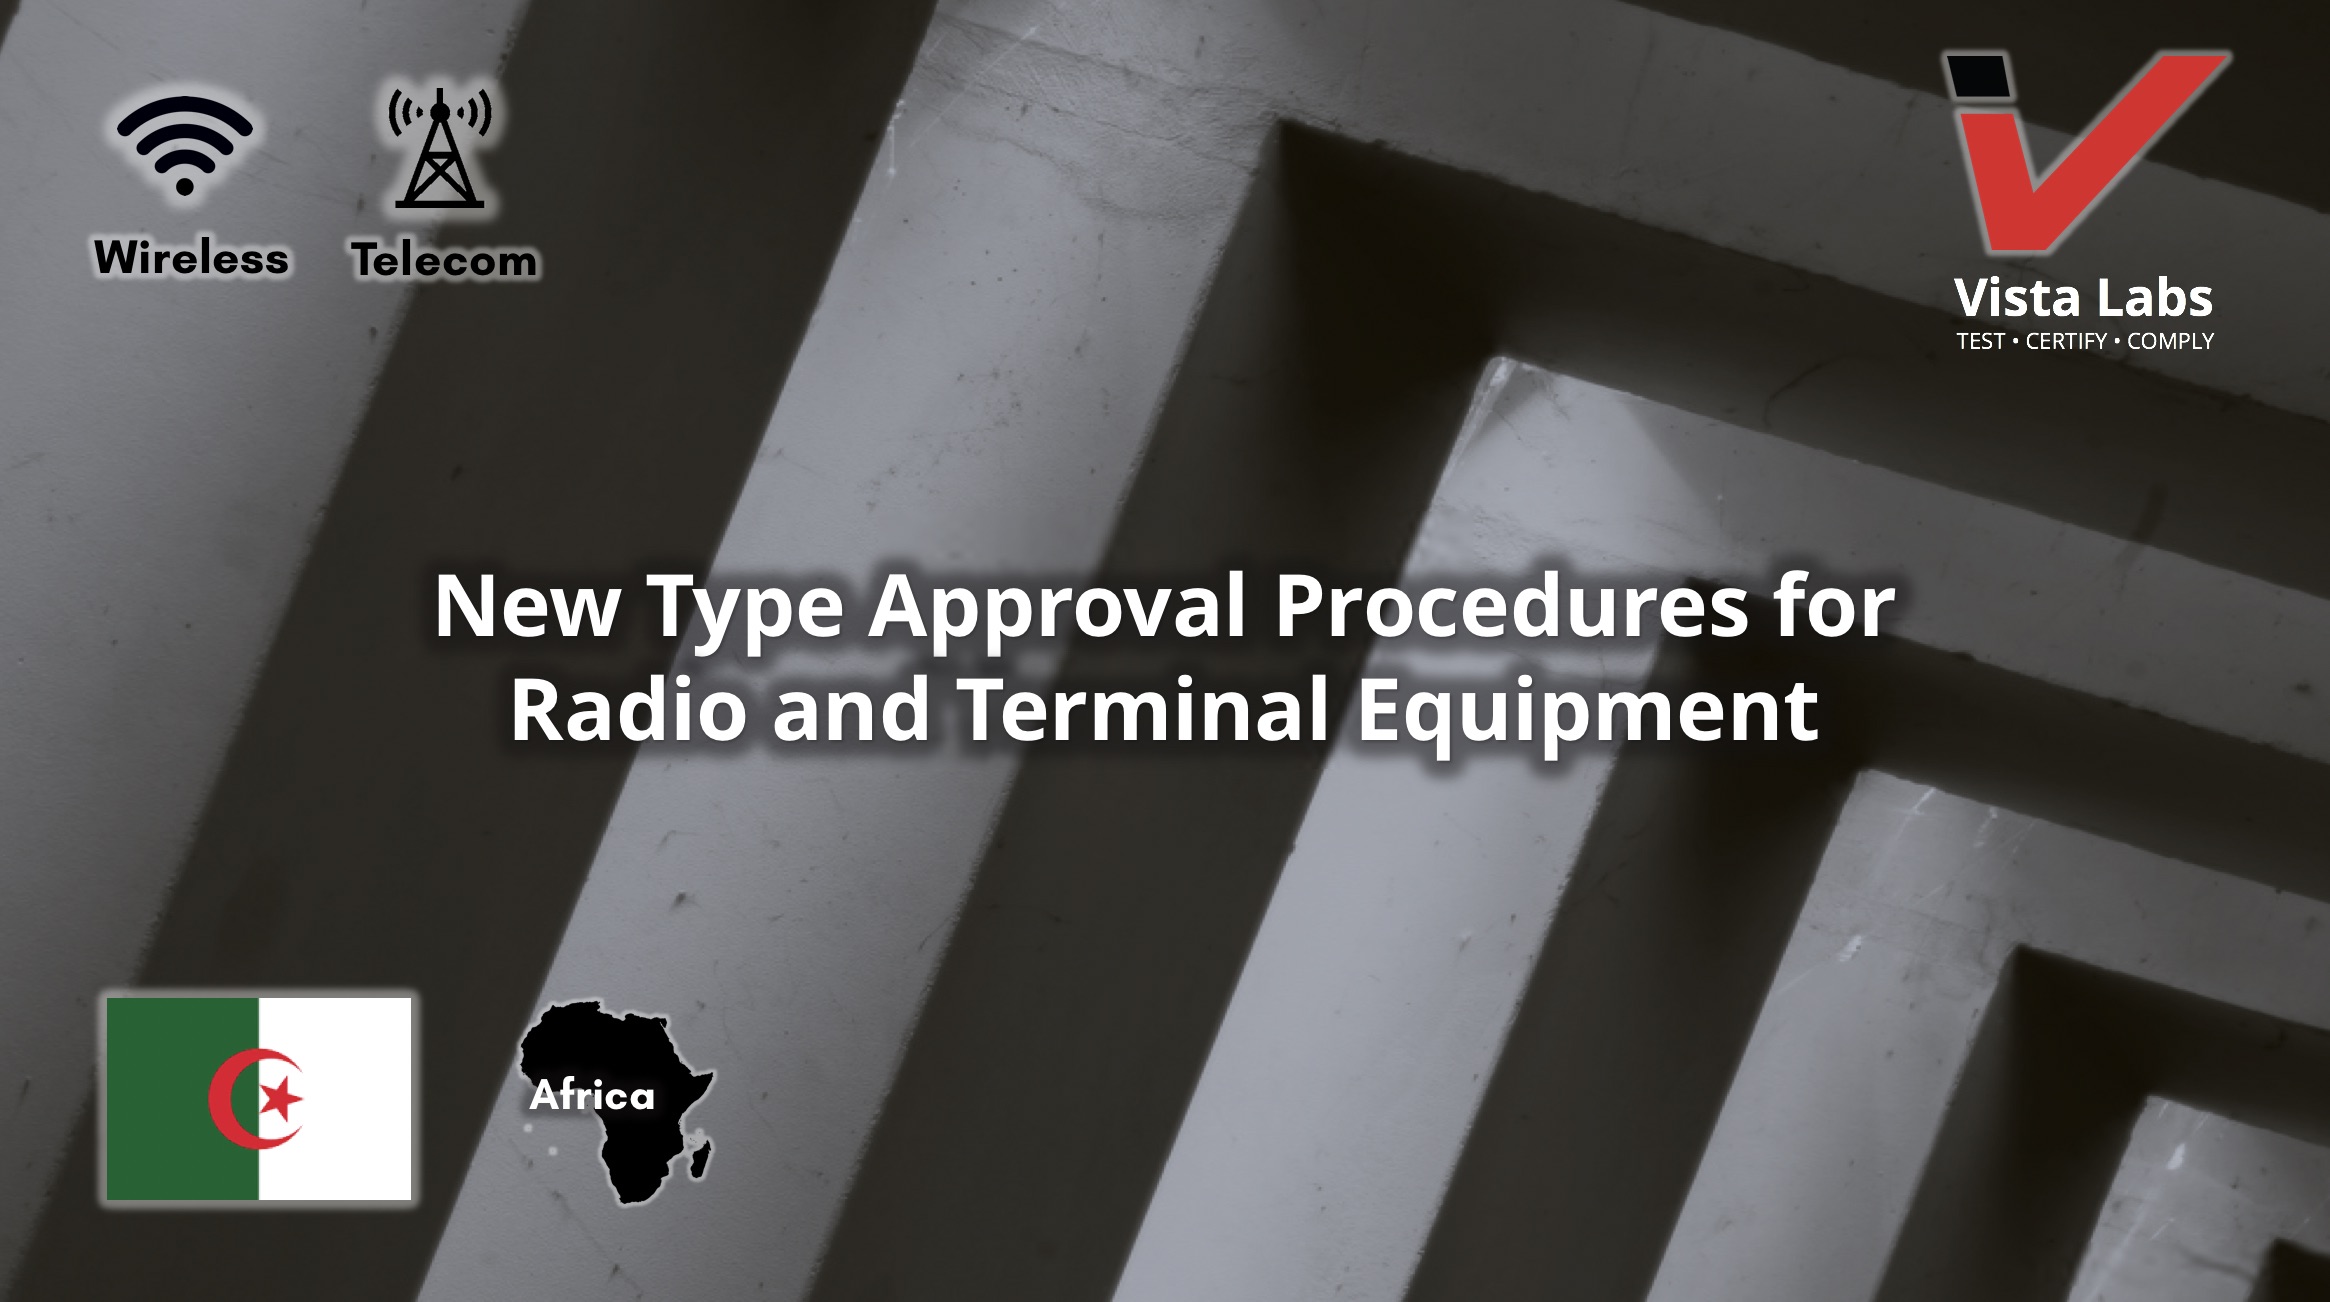 Wireless
Telecom
Vista Labs
TEST • CERTIFY • COMPLY
New Type Approval Procedures for
Radio and Terminal Equipment
Africa